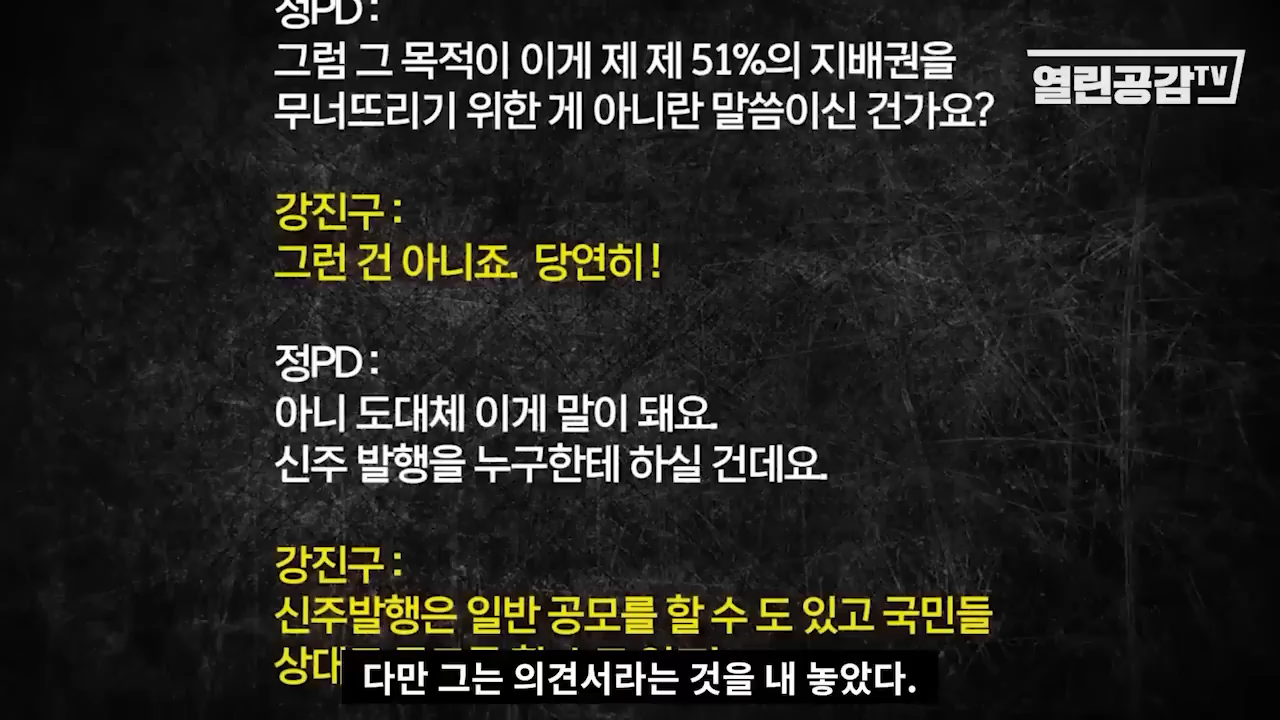 정PD :
그럼 그 목적이 이게 제 제 51%의 지배권을
무너뜨리기 위한 게 아니란 말씀이신 건가요?
열린공감TV
강진구 :
그런 건 아니죠. 당연히!
정PD :
아니 도대체 이게 말이 돼요.
신주 발행을 누구한테 하실 건데요.
강진구 :
신주발행은 일반 공모를 할 수 도 있고 국민들
다만 그는 의견서라는 것을 내 놓았다.